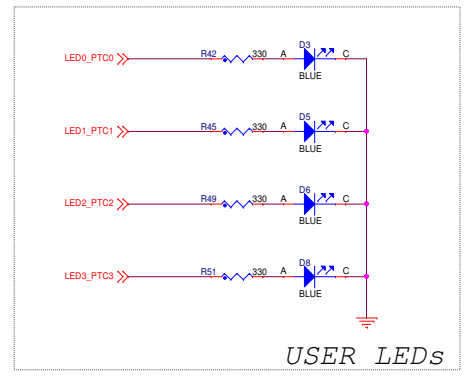 LED0_PTC0 R42 330 A D3 C
BLUE
LED1_PTC1 R45 330 A D5 C
BLUE
LED2_PTC2 R49 330 A D6 C
BLUE
LED3_PTC3 R51 330 A D8 C
BLUE
USER LEDs